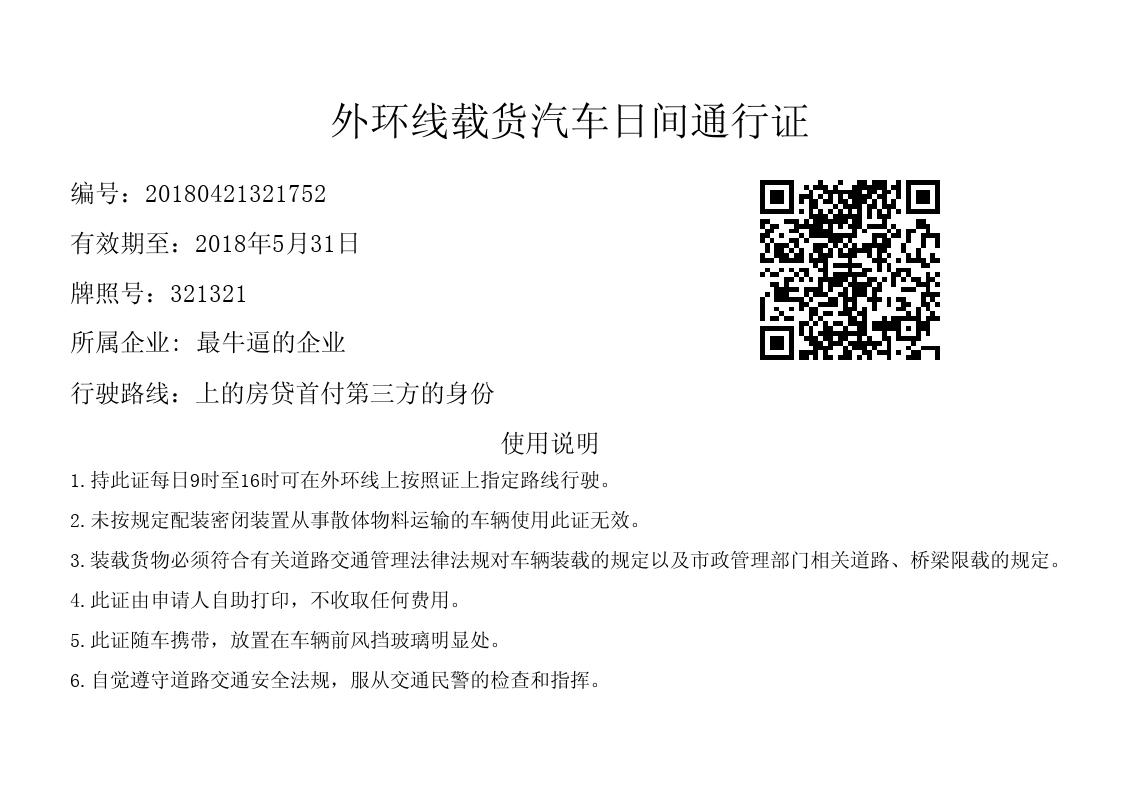 外环线载货汽车日间通行证
编号：20180421321752
有效期至：2018年5月31日
牌照号：321321
所属企业: 最牛逼的企业
行驶路线：上的房贷首付第三方的身份
使用说明
1.持此证每日9时至16时可在外环线上按照证上指定路线行驶。
2.未按规定配装密闭装置从事散体物料运输的车辆使用此证无效。
3.装载货物必须符合有关道路交通管理法律法规对车辆装载的规定以及市政管理部门相关道路、桥梁限载的规定。
4.此证由申请人自助打印，不收取任何费用。
5.此证随车携带，放置在车辆前风挡玻璃明显处。
6.自觉遵守道路交通安全法规，服从交通民警的检查和指挥。